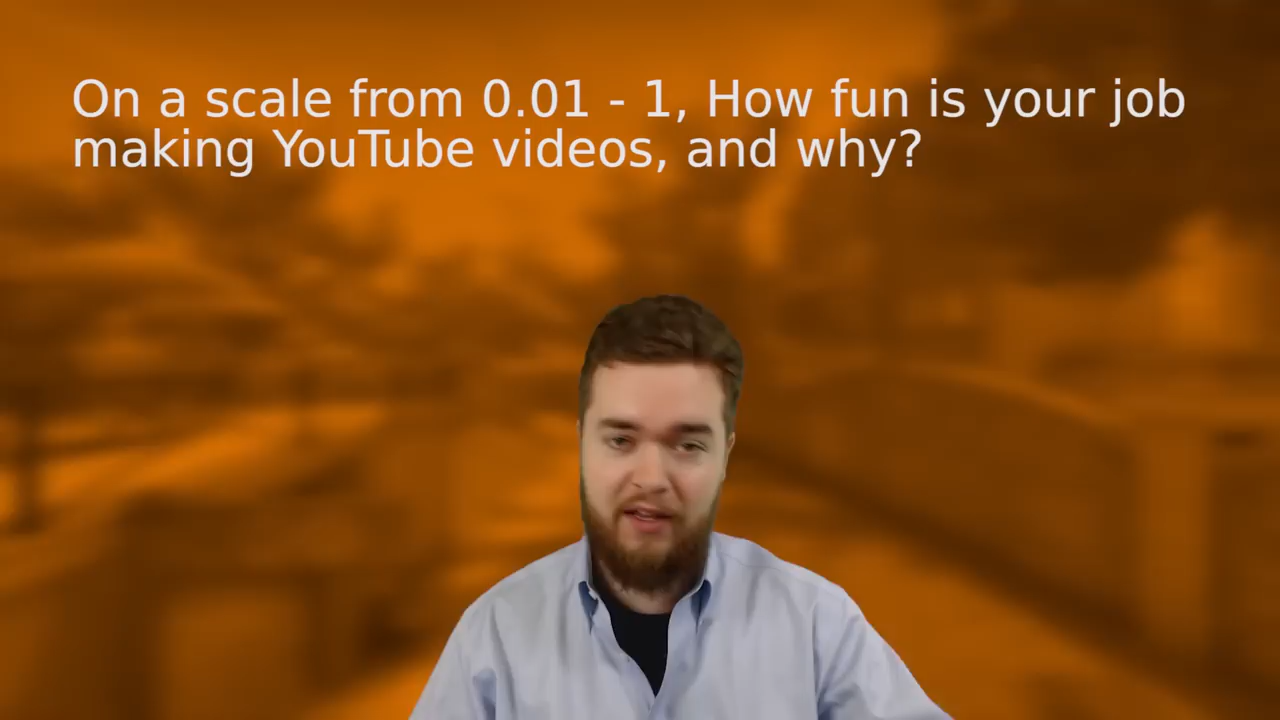 On a scale from 0.01 - 1, How fun is your job
making YouTube videos, and why?